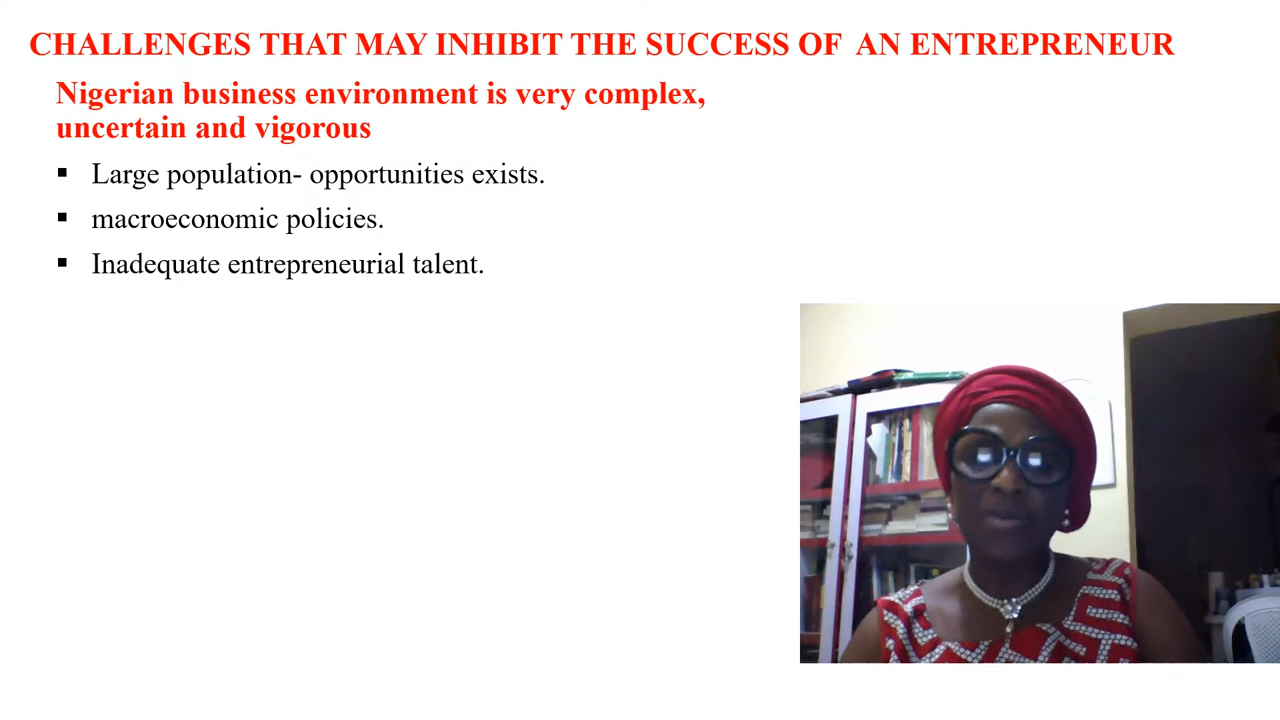 CHALLENGES THAT MAY INHIBIT THE SUCCESS OF AN ENTREPRENEUR
Nigerian business environment is very complex,
uncertain and vigorous
▪ Large population- opportunities exists.
▪ macroeconomic policies.
▪ Inadequate entrepreneurial talent.